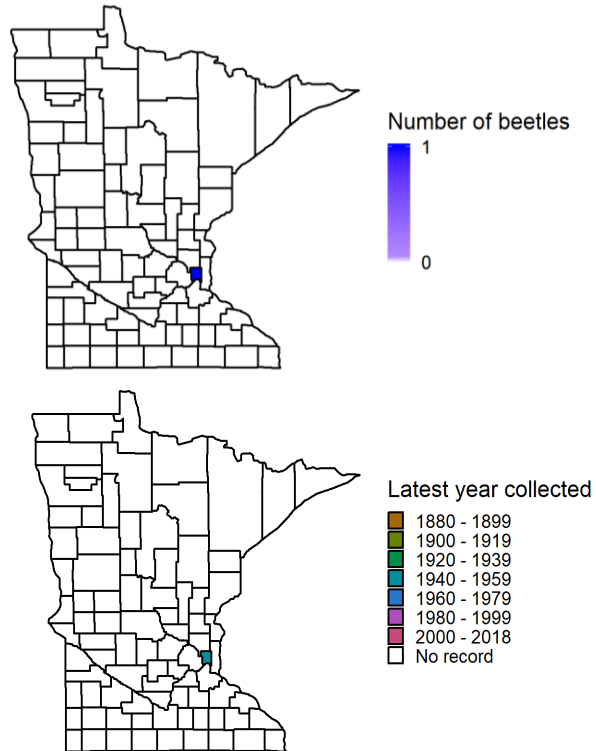 Number of beetles
1
0
Latest year collected
1880 - 1899
1900 - 1919
1920 - 1939
1940 - 1959
1960 - 1979
1980 - 1999
2000 - 2018
No record